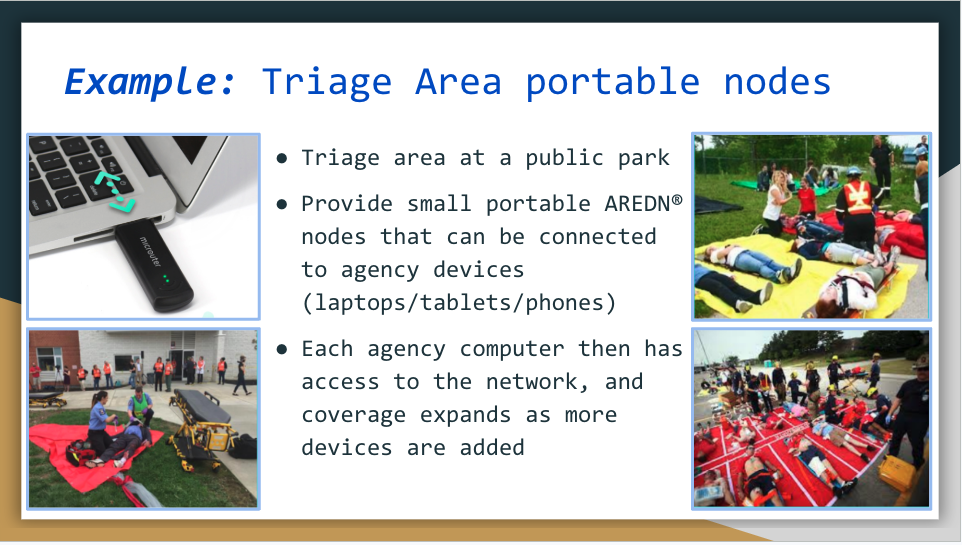 Example: Triage Area portable nodes
● Triage area at a public park
● Provide small portable AREDN®
nodes that can be connected
to agency devices
(laptops/tablets/phones)
● Each agency computer then has
access to the network, and
coverage expands as more
devices are added
microuter